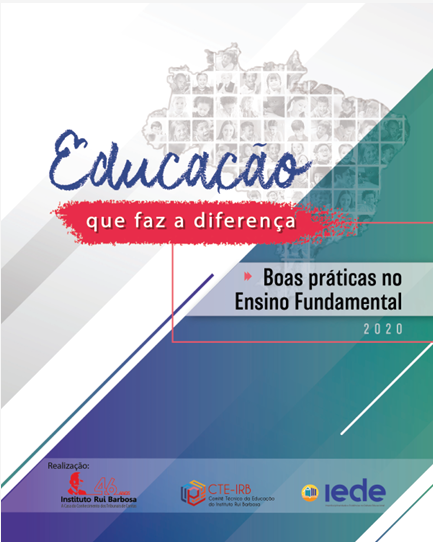 Educação
que faz a diferença
Boas práticas no
Ensino Fundamental
2020
Realização:
Instituto Rui Barbosa
CTE-IRB
Comitê Técnico da Educação
do Instituto Rui Barbosa
iede